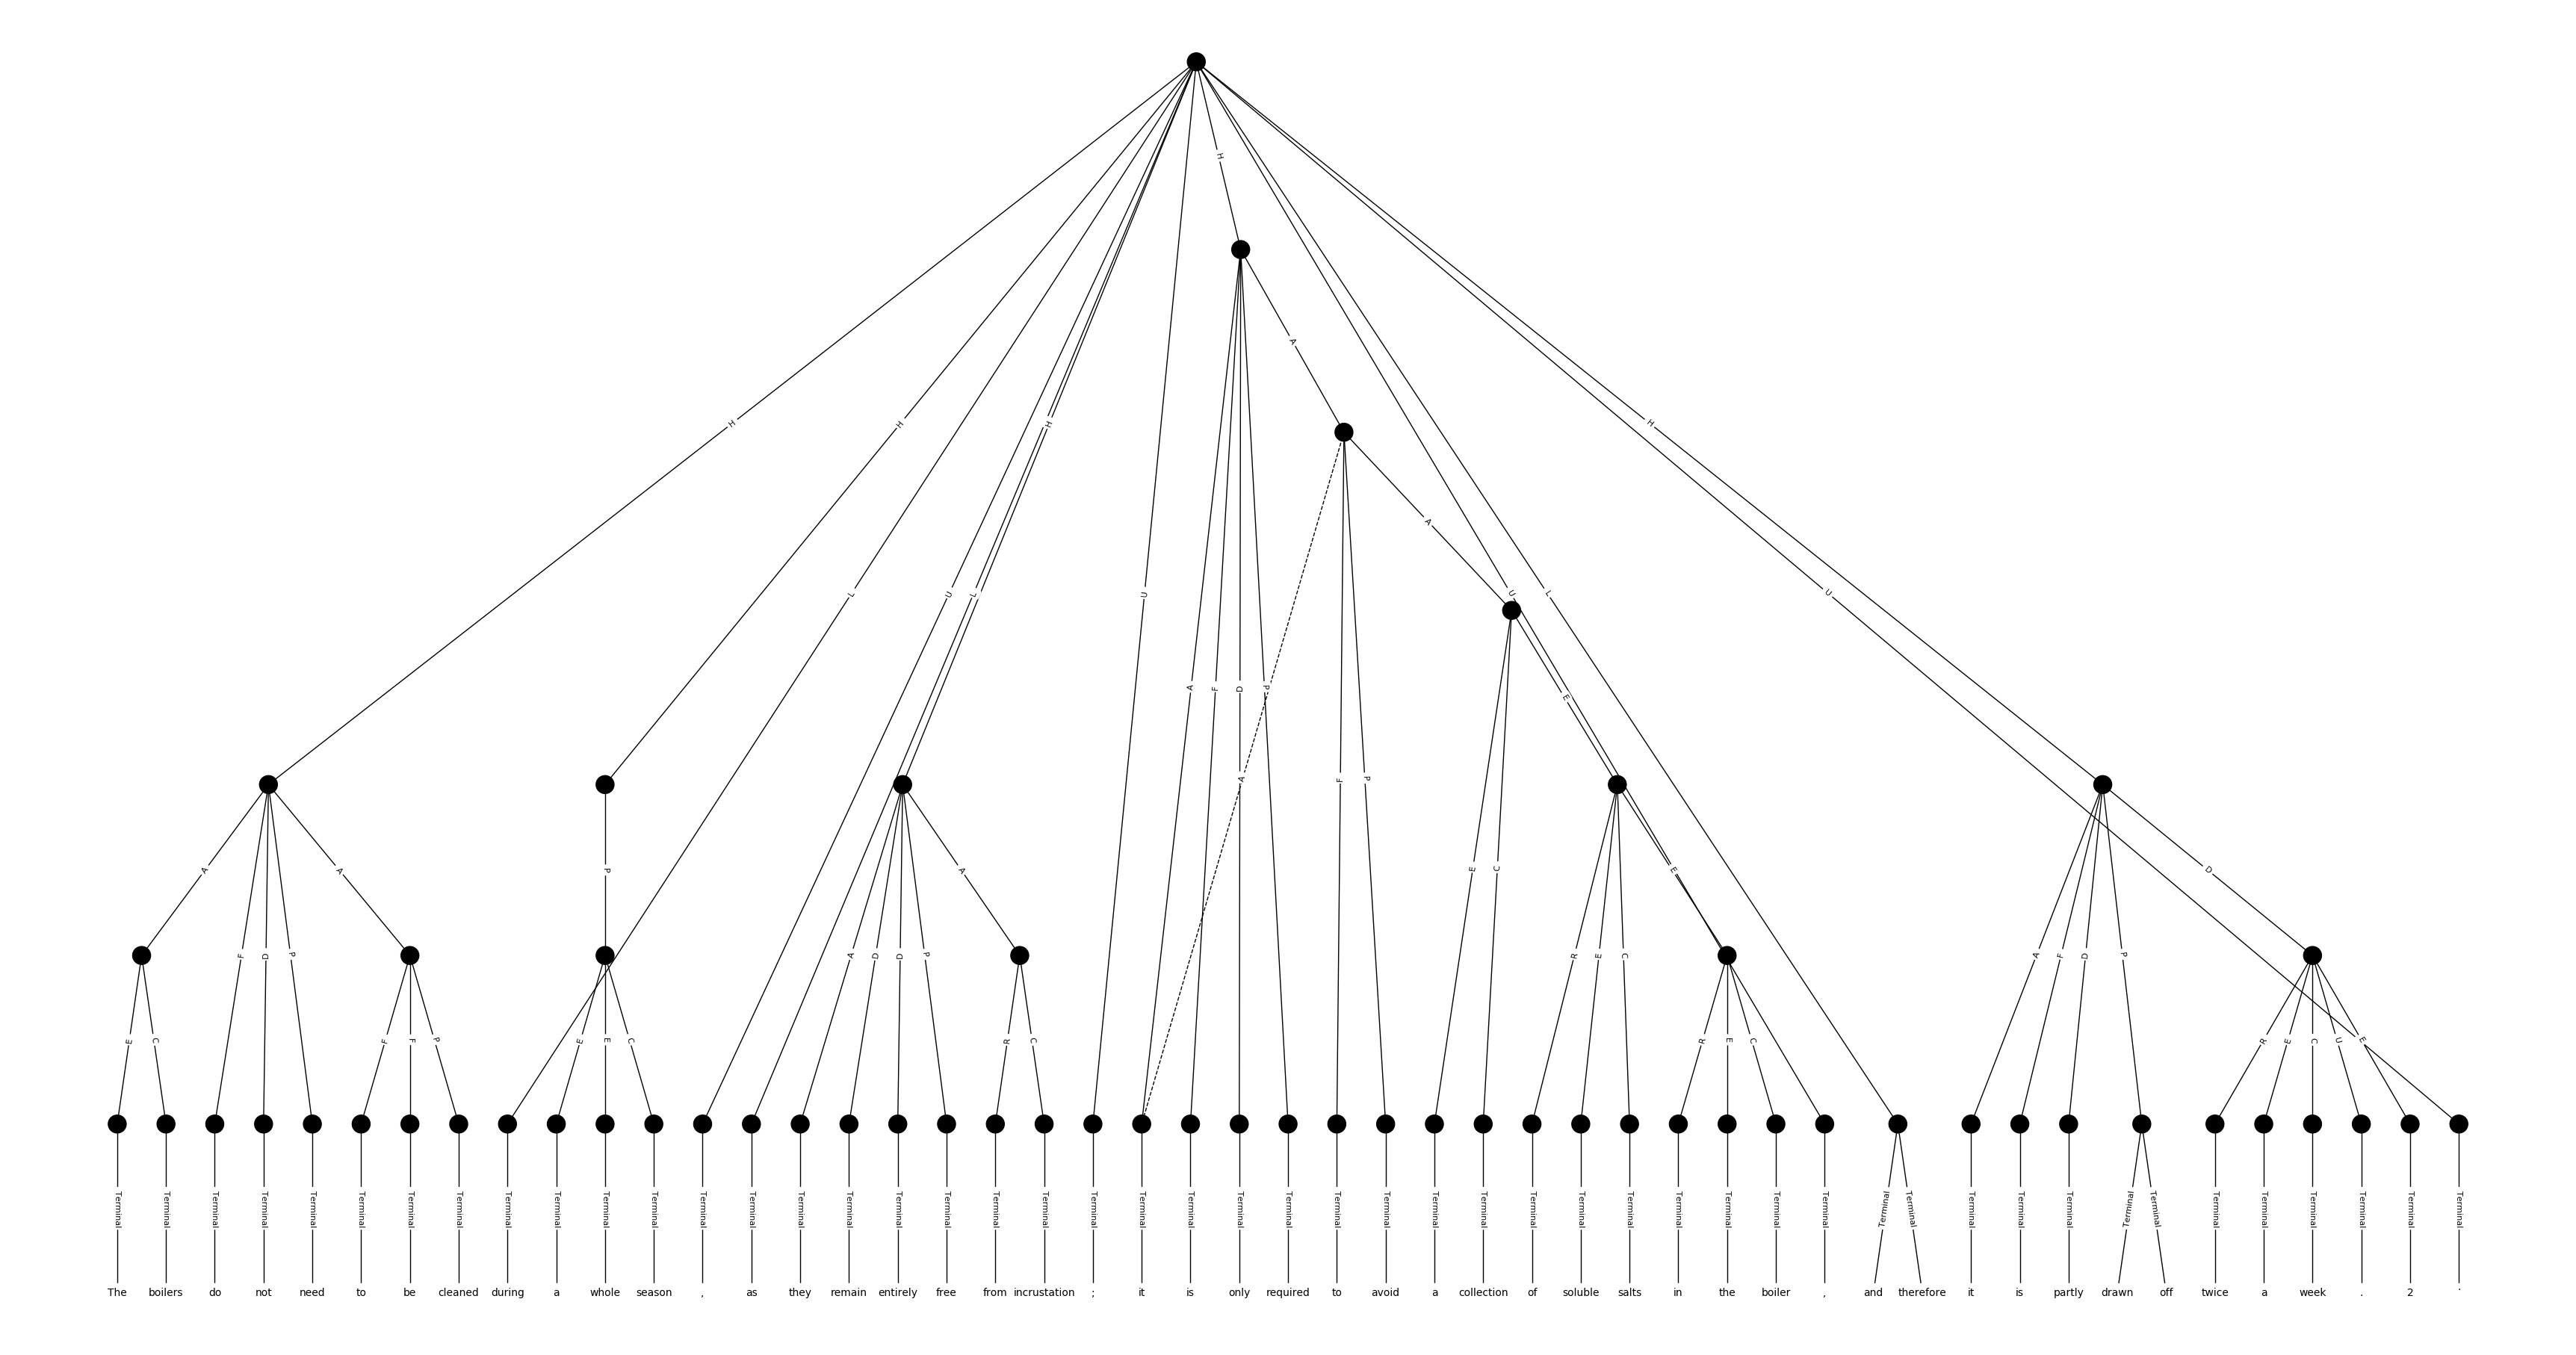 H
H
A
H H H H
A
L U L U U L U
A F D P
E
F P A
A A P A E C E D
F D P A D D P R E C A F D P
E C F F P E E C R C R E C R E C U E
Terminal Terminal Terminal Terminal Terminal Terminal Terminal Terminal Terminal Terminal Terminal Terminal Terminal Terminal Terminal Terminal Terminal Terminal Terminal Terminal Terminal Terminal Terminal Terminal Terminal Terminal Terminal Terminal Terminal Terminal Terminal Terminal Terminal Terminal Terminal Terminal Terminal Terminal Terminal Terminal Terminal Terminal Terminal Terminal Terminal Terminal Terminal Terminal Terminal
The boilers do not need to be cleaned during a whole season , as they remain entirely free from incrustation ; it is only required to avoid a collection of soluble salts in the boiler , and therefore it is partly drawn off twice a week . 2 `